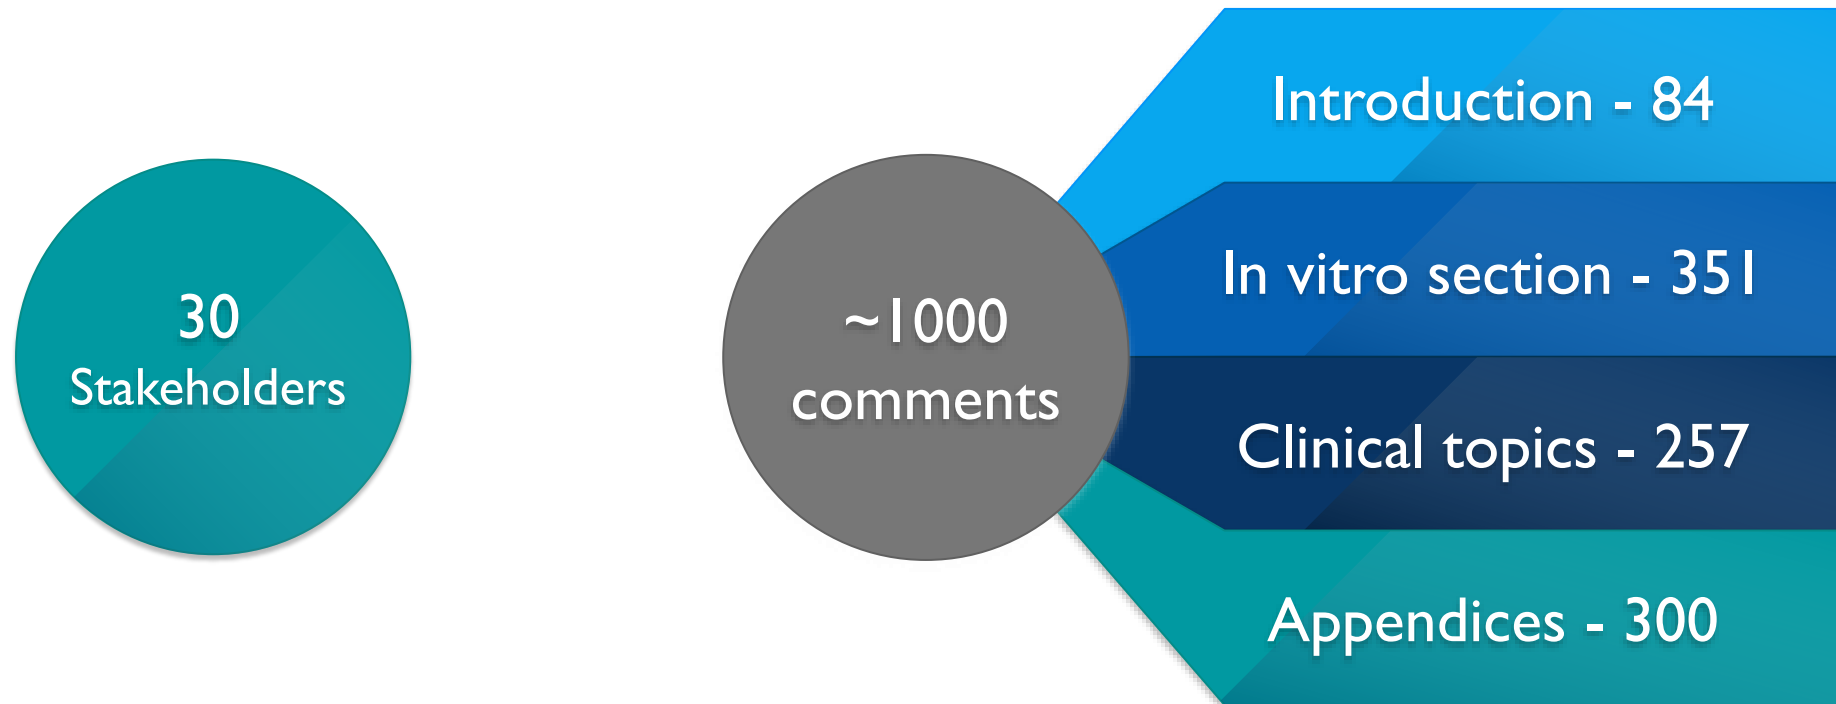 30
Stakeholders
~1000
comments
Introduction - 84
In vitro section - 351
Clinical topics - 257
Appendices - 300